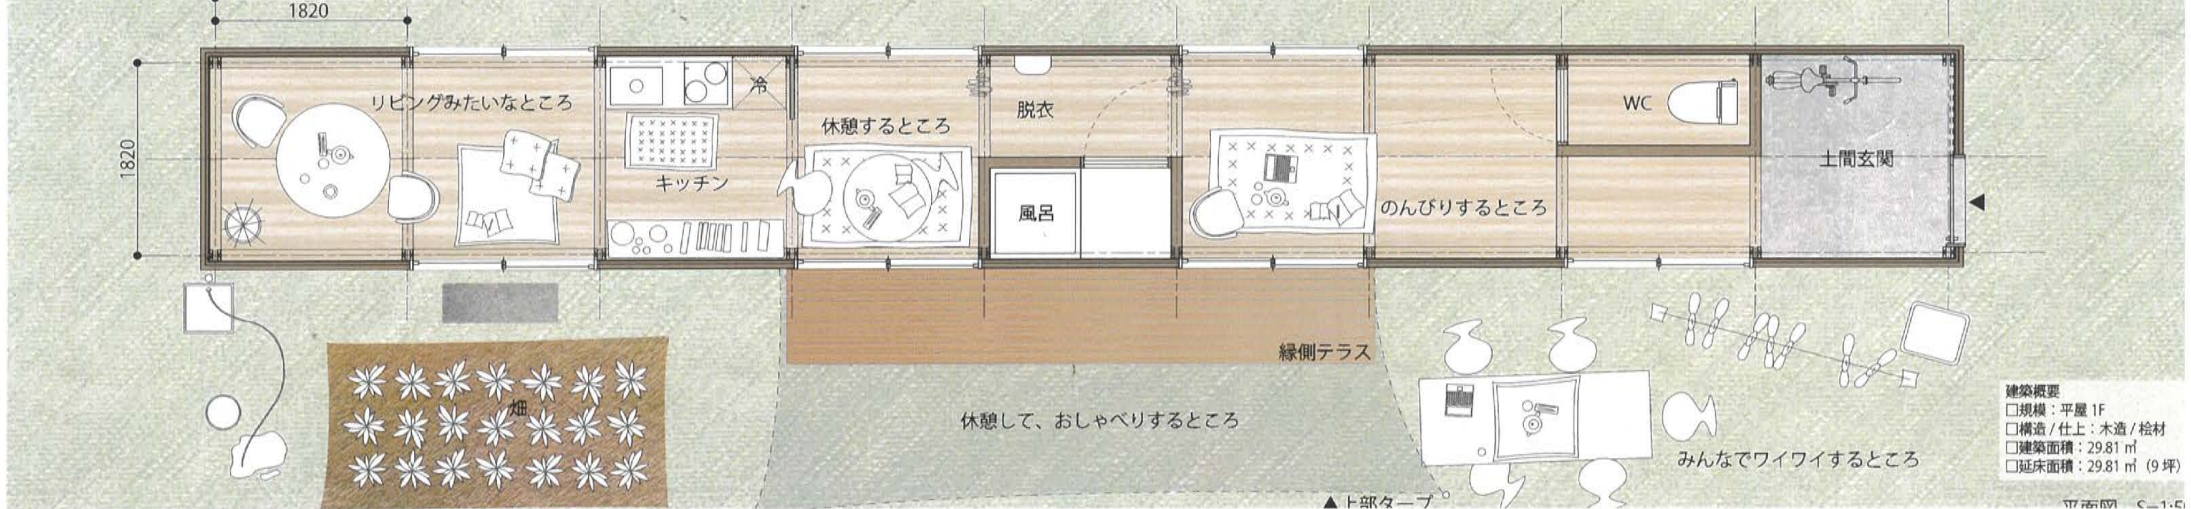 1820
1820
リビングみたいなところ
冷
キッチン
休憩するところ
脱衣
風呂
のんびりするところ
WC
土間玄関
縁側テラス
畑
休憩して、おしゃべりするところ
みんなでワイワイするところ
▲上部タープ
建築概要
□規模：平屋 1F
□構造 / 仕上：木造 / 桧材
□建築面積：29.81 ㎡
□延床面積：29.81 ㎡（9 坪）
平面図